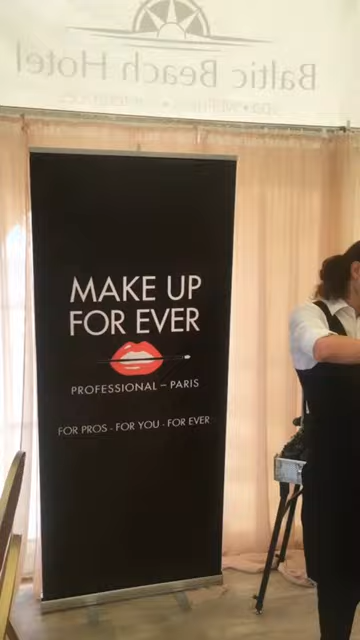 Baltic Beach Hotel
MAKE UP
FOR EVER
PROFESSIONAL – PARIS
FOR PROS - FOR YOU - FOR EVER